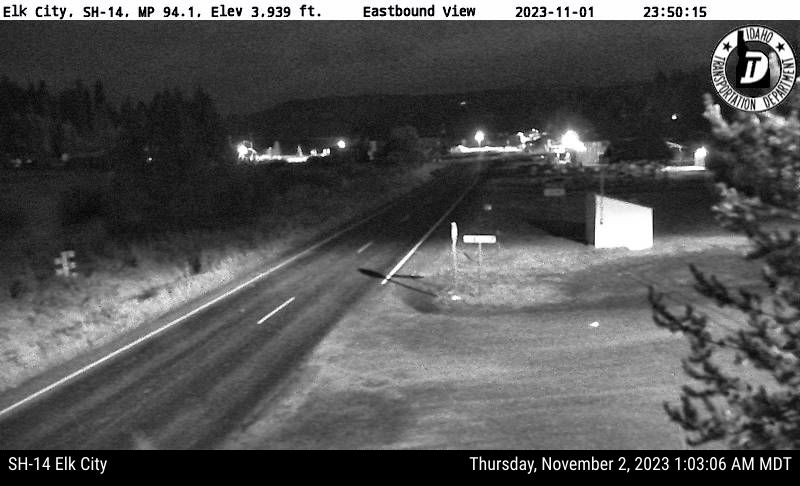 Elk City, SH-14, MP 94.1, Elev 3,939 ft. Eastbound View 2023-11-01 23:50:15
IDAHO
TRANSPORTATION DEPARTMENT
SH-14 Elk City Thursday, November 2, 2023 1:03:06 AM MDT